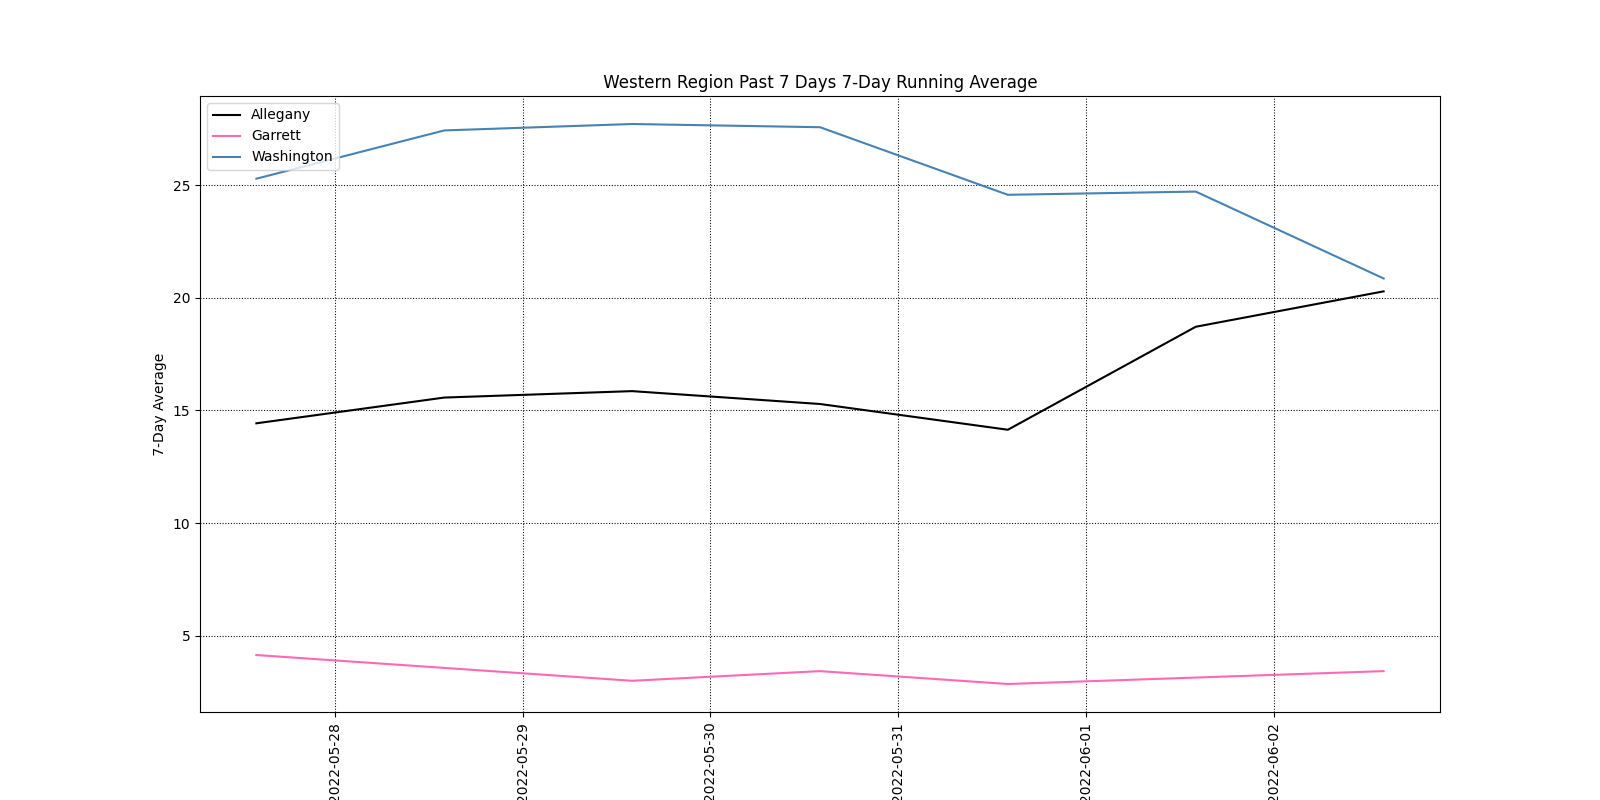 Western Region Past 7 Days 7-Day Running Average
Allegany
Garrett
Washington
7-Day Average
25
20
15
10
5
2022-05-28
2022-05-29
2022-05-30
2022-05-31
2022-06-01
2022-06-02